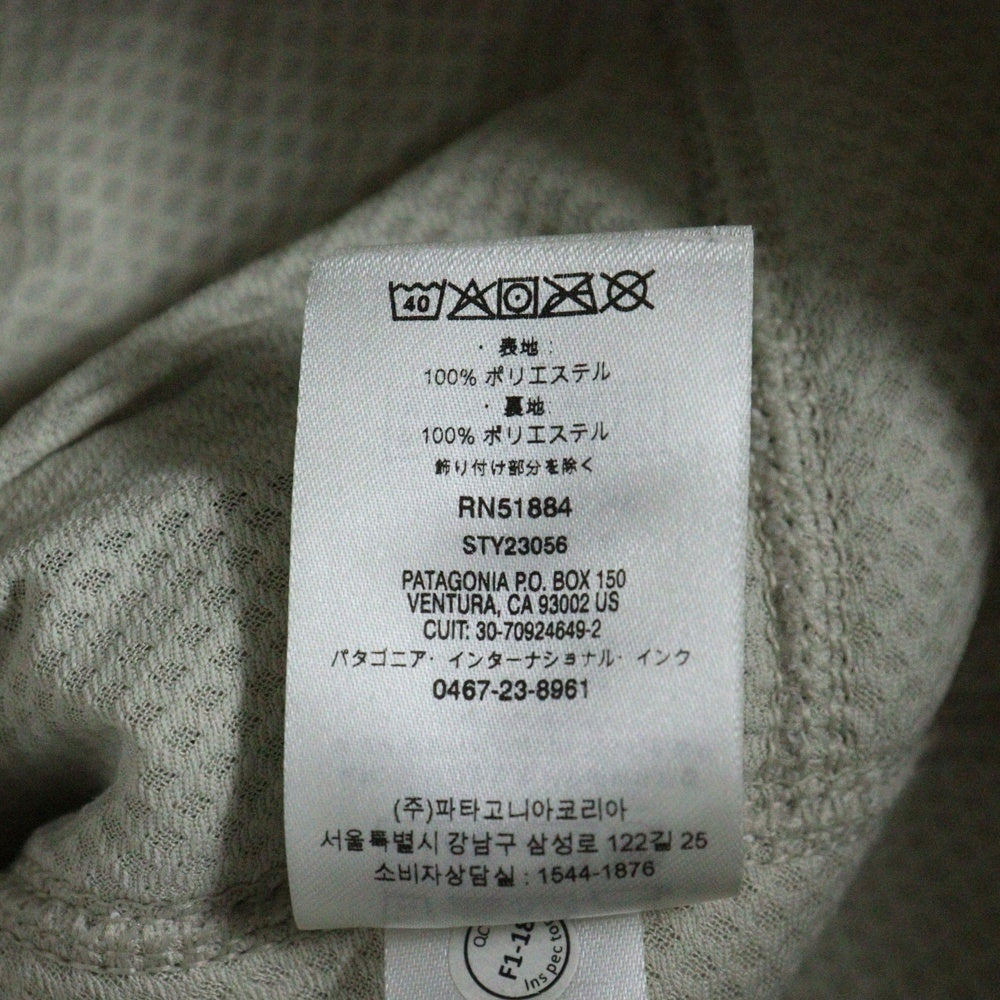 40
・表地:
100% ポリエステル
・裏地:
100% ポリエステル
飾り付け部分を除く
RN51884
STY23056
PATAGONIA P.O. BOX 150
VENTURA, CA 93002 US
CUIT: 30-70924649-2
パタゴニア・インターナショナル・インク
0467-23-8961
(주)파타고니아코리아
서울특별시 강남구 삼성로 122길 25
소비자상담실 : 1544-1876
QC
Inspector